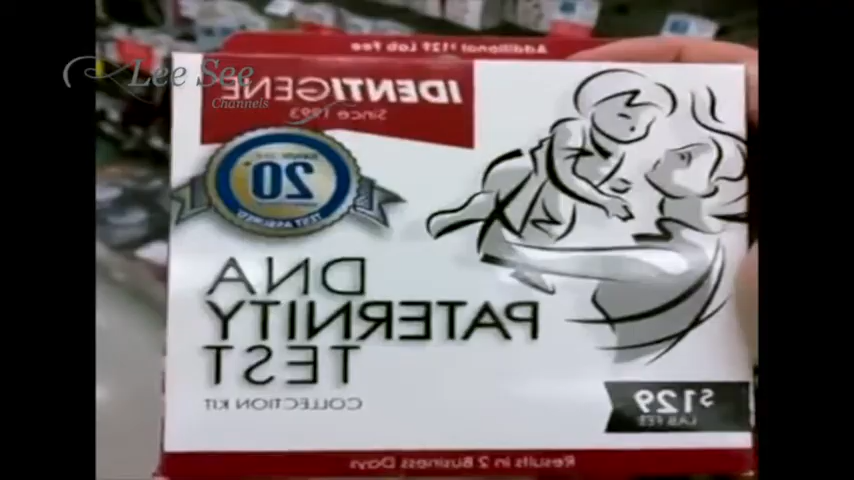 Lee See
Channels
Additional $129 Lab Fee
IDENTIGENE
Since 1993
20
DNA
PATERNITY
TEST
COLLECTION KIT
$129
LAB FEE
Results in 2 Business Days